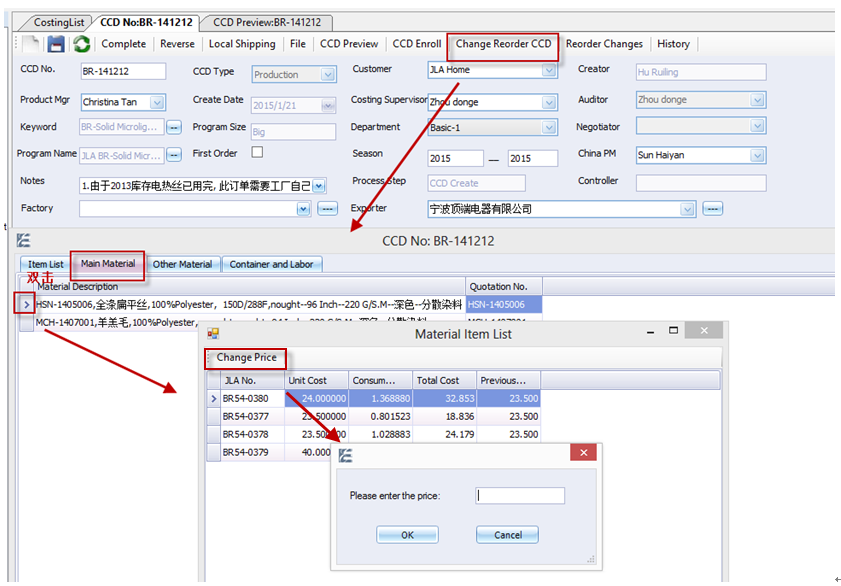 CostingList CCD No:BR-141212 CCD Preview:BR-141212
Complete Reverse Local Shipping File CCD Preview CCD Enroll Change Reorder CCD Reorder Changes History
CCD No. BR-141212 CCD Type Production Customer JLA Home Creator Hu Ruiling
Product Mgr Christina Tan Create Date 2015/1/21 Costing Supervisor Zhou donge Auditor Zhou donge
Keyword BR-Solid Microlig... Program Size Big Department Basic-1 Negotiator
Program Name JLA BR-Solid Micr... First Order Season 2015 — 2015 China PM Sun Haiyan
Notes 1.由于2013库存电热丝已用完, 此订单需要工厂自己 Process Step CCD Create Controller
Factory Exporter 宁波顶端电器有限公司
CCD No: BR-141212
Item List Main Material Other Material Container and Labor
双击
Material Description Quotation No.
HSN-1405006,全涤扁平丝,100%Polyester, 150D/288F,nought--96 Inch--220 G/S.M--深色--分散染料 HSN-1405006
MCH-1407001,羊羔毛,100%Polyester,
Material Item List
Change Price
JLA No. Unit Cost Consum... Total Cost Previous...
BR54-0380 24.000000 1.368880 32.853 23.500
BR54-0377 23.500000 0.801523 18.836 23.500
BR54-0378 23.500000 1.028883 24.179 23.500
BR54-0379 40.000
Please enter the price:
OK Cancel